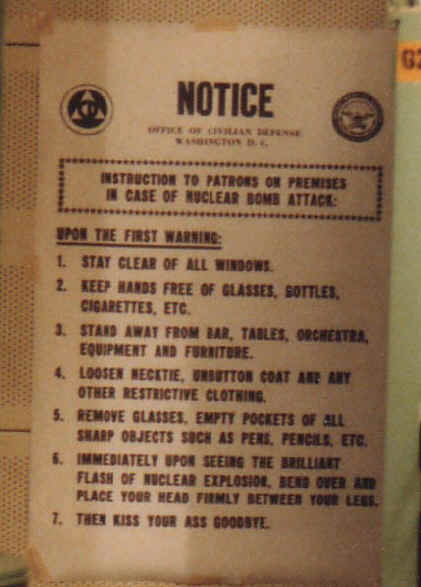 NOTICE
OFFICE OF CIVILIAN DEFENSE
WASHINGTON D. C.
INSTRUCTION TO PATRONS ON PREMISES
IN CASE OF NUCLEAR BOMB ATTACK:
UPON THE FIRST WARNING:
1. STAY CLEAR OF ALL WINDOWS.
2. KEEP HANDS FREE OF GLASSES, BOTTLES,
CIGARETTES, ETC.
3. STAND AWAY FROM BAR, TABLES, ORCHESTRA,
EQUIPMENT AND FURNITURE.
4. LOOSEN NECKTIE, UNBUTTON COAT AND ANY
OTHER RESTRICTIVE CLOTHING.
5. REMOVE GLASSES, EMPTY POCKETS OF ALL
SHARP OBJECTS SUCH AS PENS, PENCILS, ETC.
6. IMMEDIATELY UPON SEEING THE BRILLIANT
FLASH OF NUCLEAR EXPLOSION, BEND OVER AND
PLACE YOUR HEAD FIRMLY BETWEEN YOUR LEGS.
7. THEN KISS YOUR ASS GOODBYE.